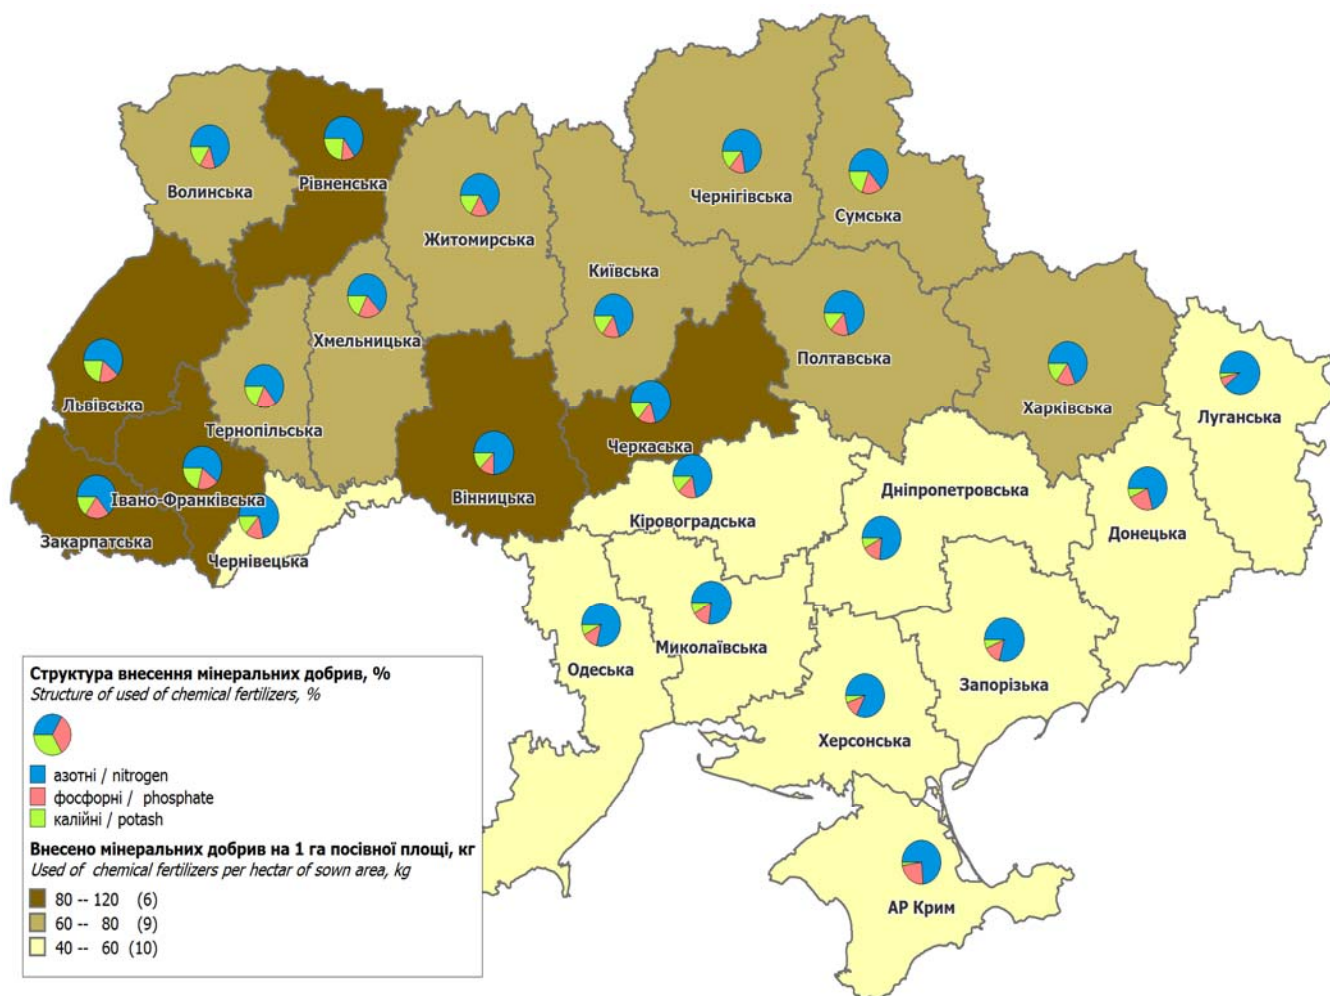 Волинська
Рівненська
Житомирська
Чернігівська
Сумська
Київська
Хмельницька
Полтавська
Харківська
Луганська
Львівська
Тернопільська
Черкаська
Вінницька
Івано-Франківська
Закарпатська
Чернівецька
Кіровоградська
Дніпропетровська
Донецька
Одеська
Миколаївська
Запорізька
Херсонська
АР Крим
Структура внесення мінеральних добрив, %
Structure of used of chemical fertilizers, %
азотні / nitrogen
фосфорні / phosphate
калійні / potash
Внесено мінеральних добрив на 1 га посівної площі, кг
Used of chemical fertilizers per hectar of sown area, kg
80 -- 120 (6)
60 -- 80 (9)
40 -- 60 (10)